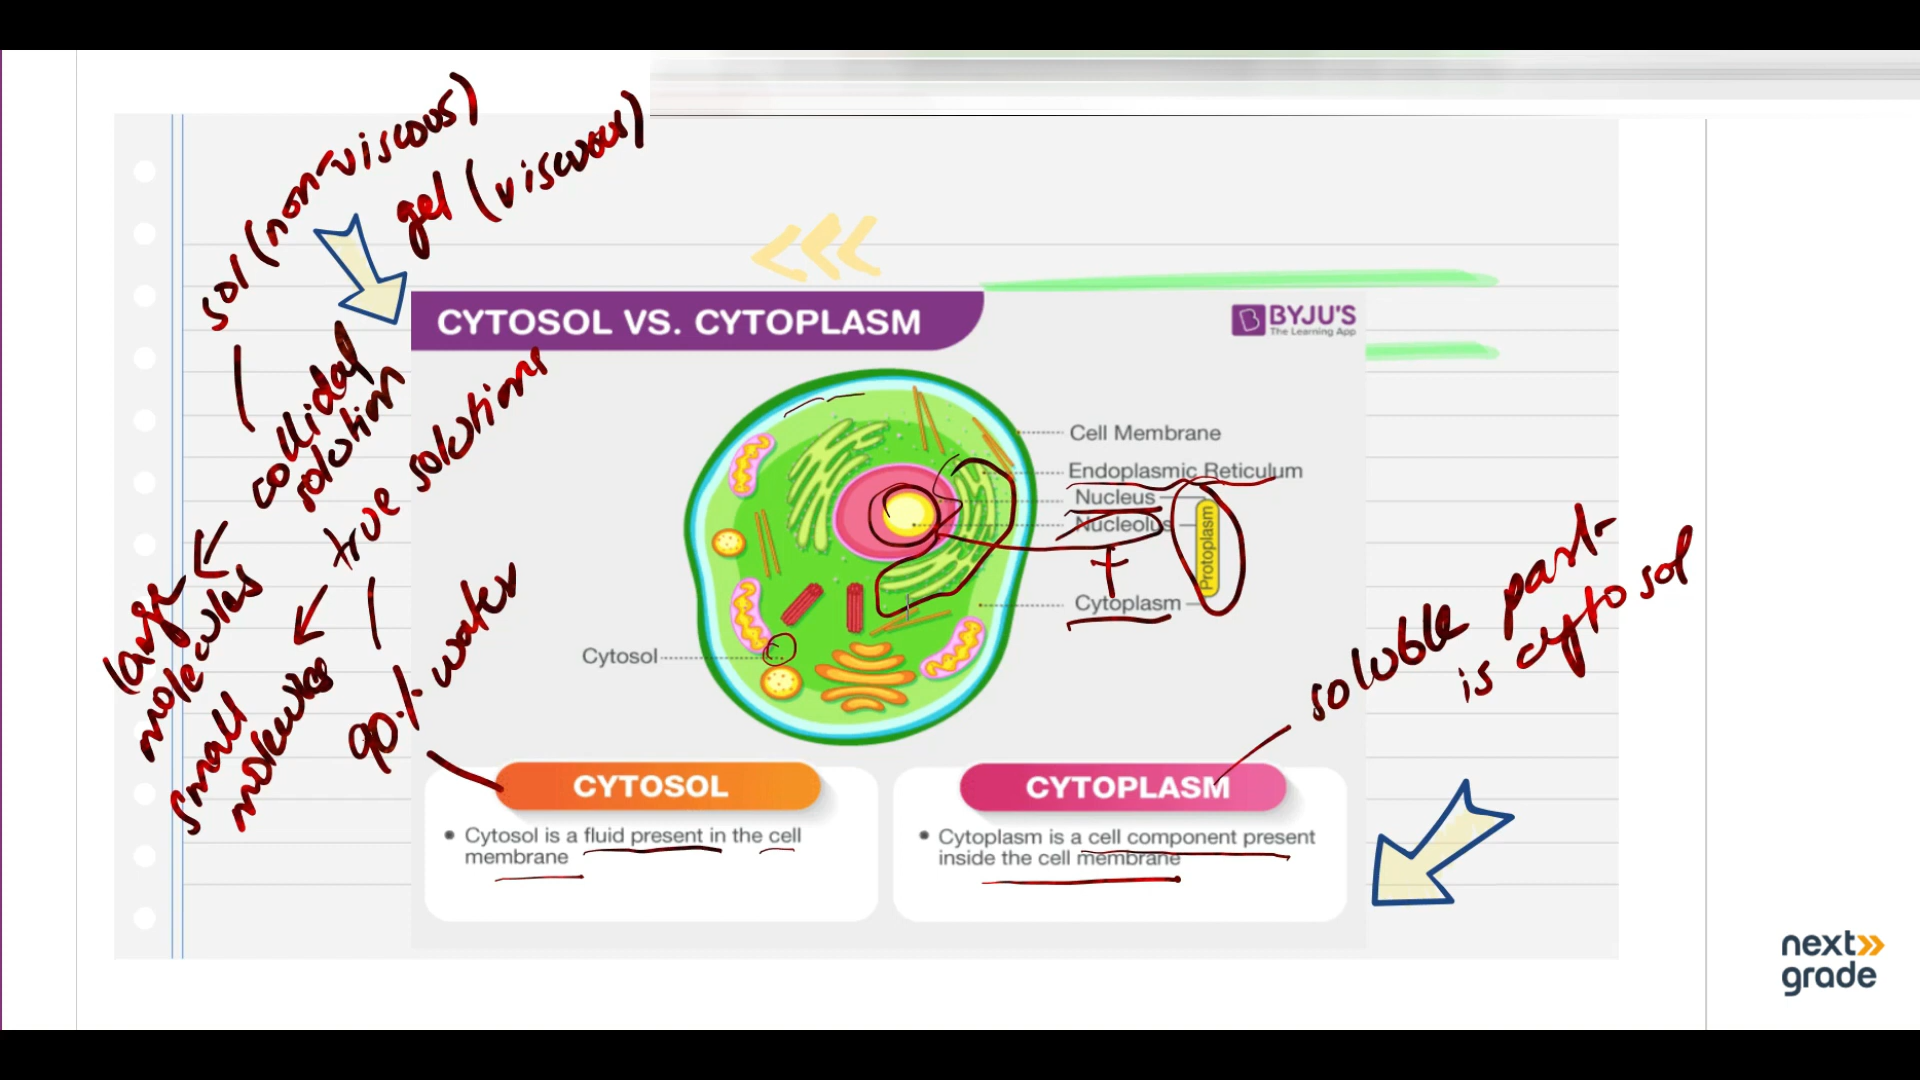 sol (non-viscous)
gel (viscous)
CYTOSOL VS. CYTOPLASM
BYJU'S
The Learning App
collidal
solution
true solutions
large
molecules
small
molecules
90% water
Cell Membrane
Endoplasmic Reticulum
Nucleus
Nucleolus
+
Cytoplasm
Protoplasm
Cytosol
soluble part
is cytosol
CYTOSOL
Cytosol is a fluid present in the cell
membrane
CYTOPLASM
Cytoplasm is a cell component present
inside the cell membrane
next
grade